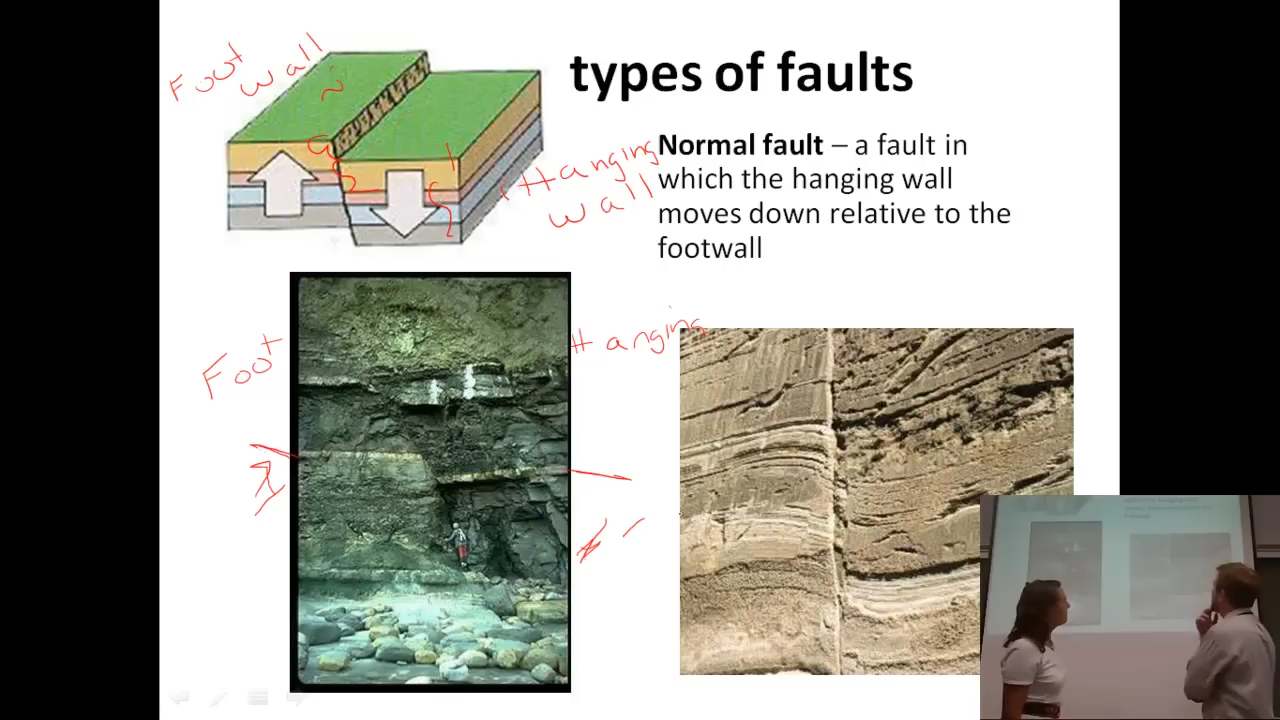 types of faults
Foot
wall
Normal fault – a fault in
which the hanging wall
moves down relative to the
footwall
Hanging
wall
Foot
Hanging